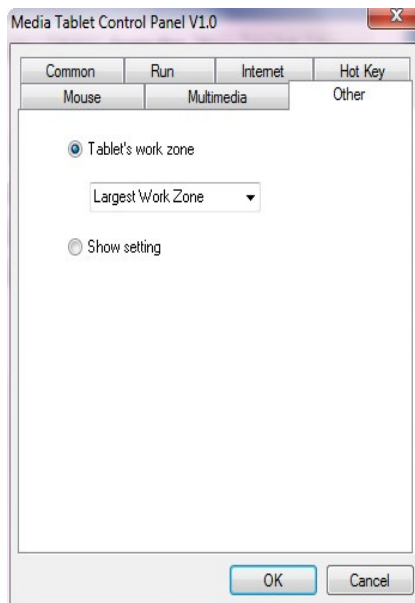 Media Tablet Control Panel V1.0
Common Run Internet Hot Key
Mouse Multimedia Other
Tablet's work zone
Largest Work Zone
Show setting
OK Cancel